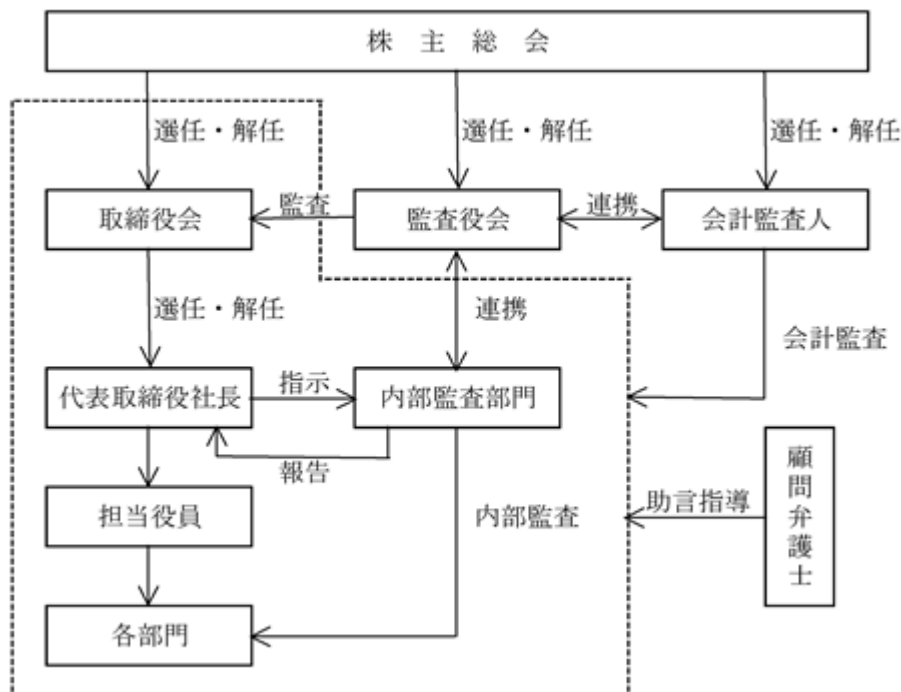 株 主 総 会
選任・解任
選任・解任
選任・解任
取締役会
監査
監査役会
連携
会計監査人
選任・解任
連携
会計監査
代表取締役社長
指示
内部監査部門
報告
担当役員
内部監査
助言指導
顧問弁護士
各部門